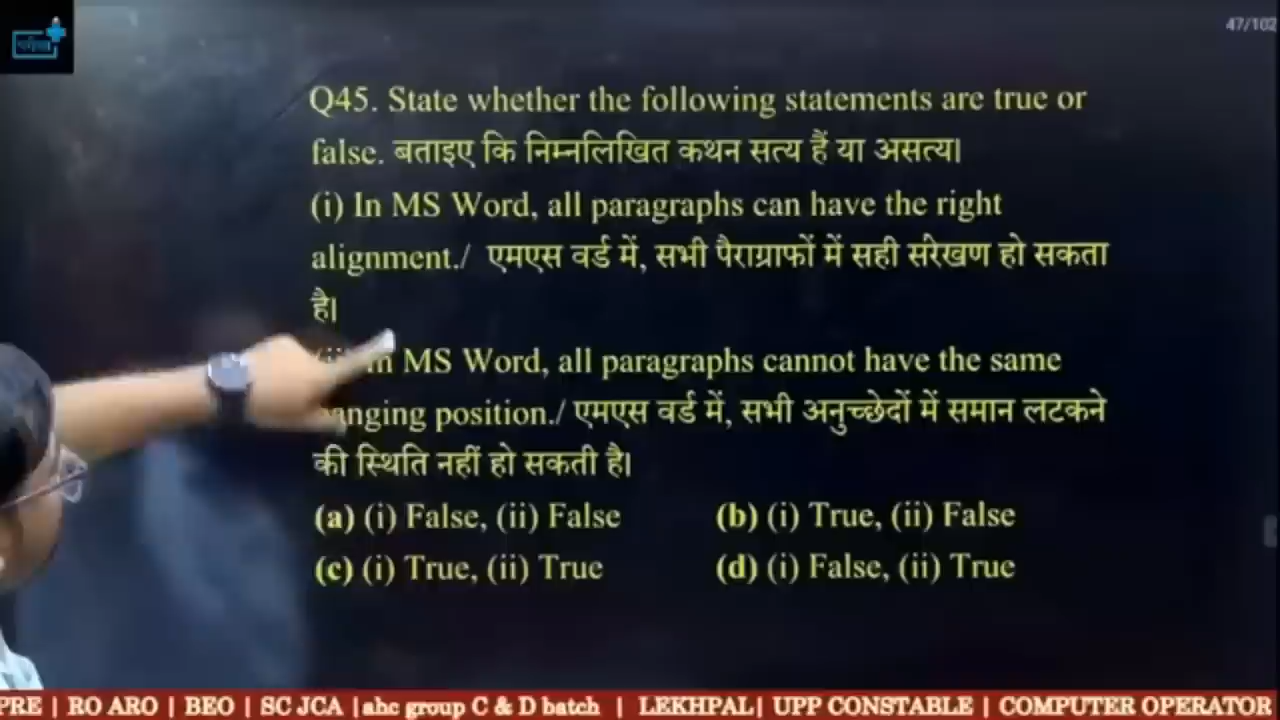 47/102
Q45. State whether the following statements are true or
false. बताइए कि निम्नलिखित कथन सत्य हैं या असत्य।
(i) In MS Word, all paragraphs can have the right
alignment./ एमएस वर्ड में, सभी पैराग्राफों में सही संरेखण हो सकता
है।
MS Word, all paragraphs cannot have the same
position./ एमएस वर्ड में, सभी अनुच्छेदों में समान लटकने
की स्थिति नहीं हो सकती है।
(a) (i) False, (ii) False (b) (i) True, (ii) False
(c) (i) True, (ii) True (d) (i) False, (ii) True
PRE | RO ARO | BEO | SC JCA |ahc group C & D batch | LEKHPAL| UPP CONSTABLE | COMPUTER OPERATOR